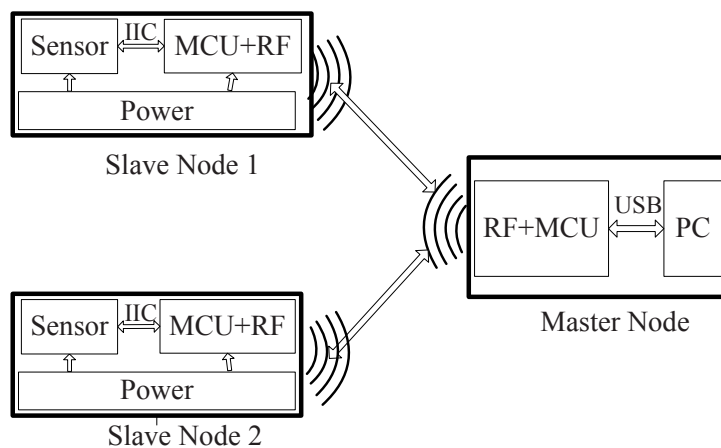 IIC
Sensor
MCU+RF
Power
Slave Node 1
RF+MCU
USB
PC
Master Node
IIC
Sensor
MCU+RF
Power
Slave Node 2